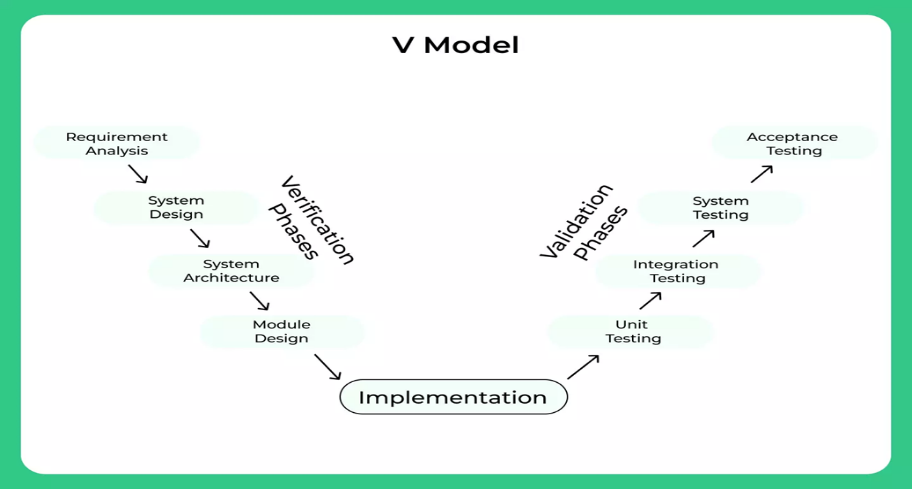 V Model
Requirement
Analysis
System
Design
System
Architecture
Module
Design
Verification
Phases
Implementation
Validation
Phases
Unit
Testing
Integration
Testing
System
Testing
Acceptance
Testing